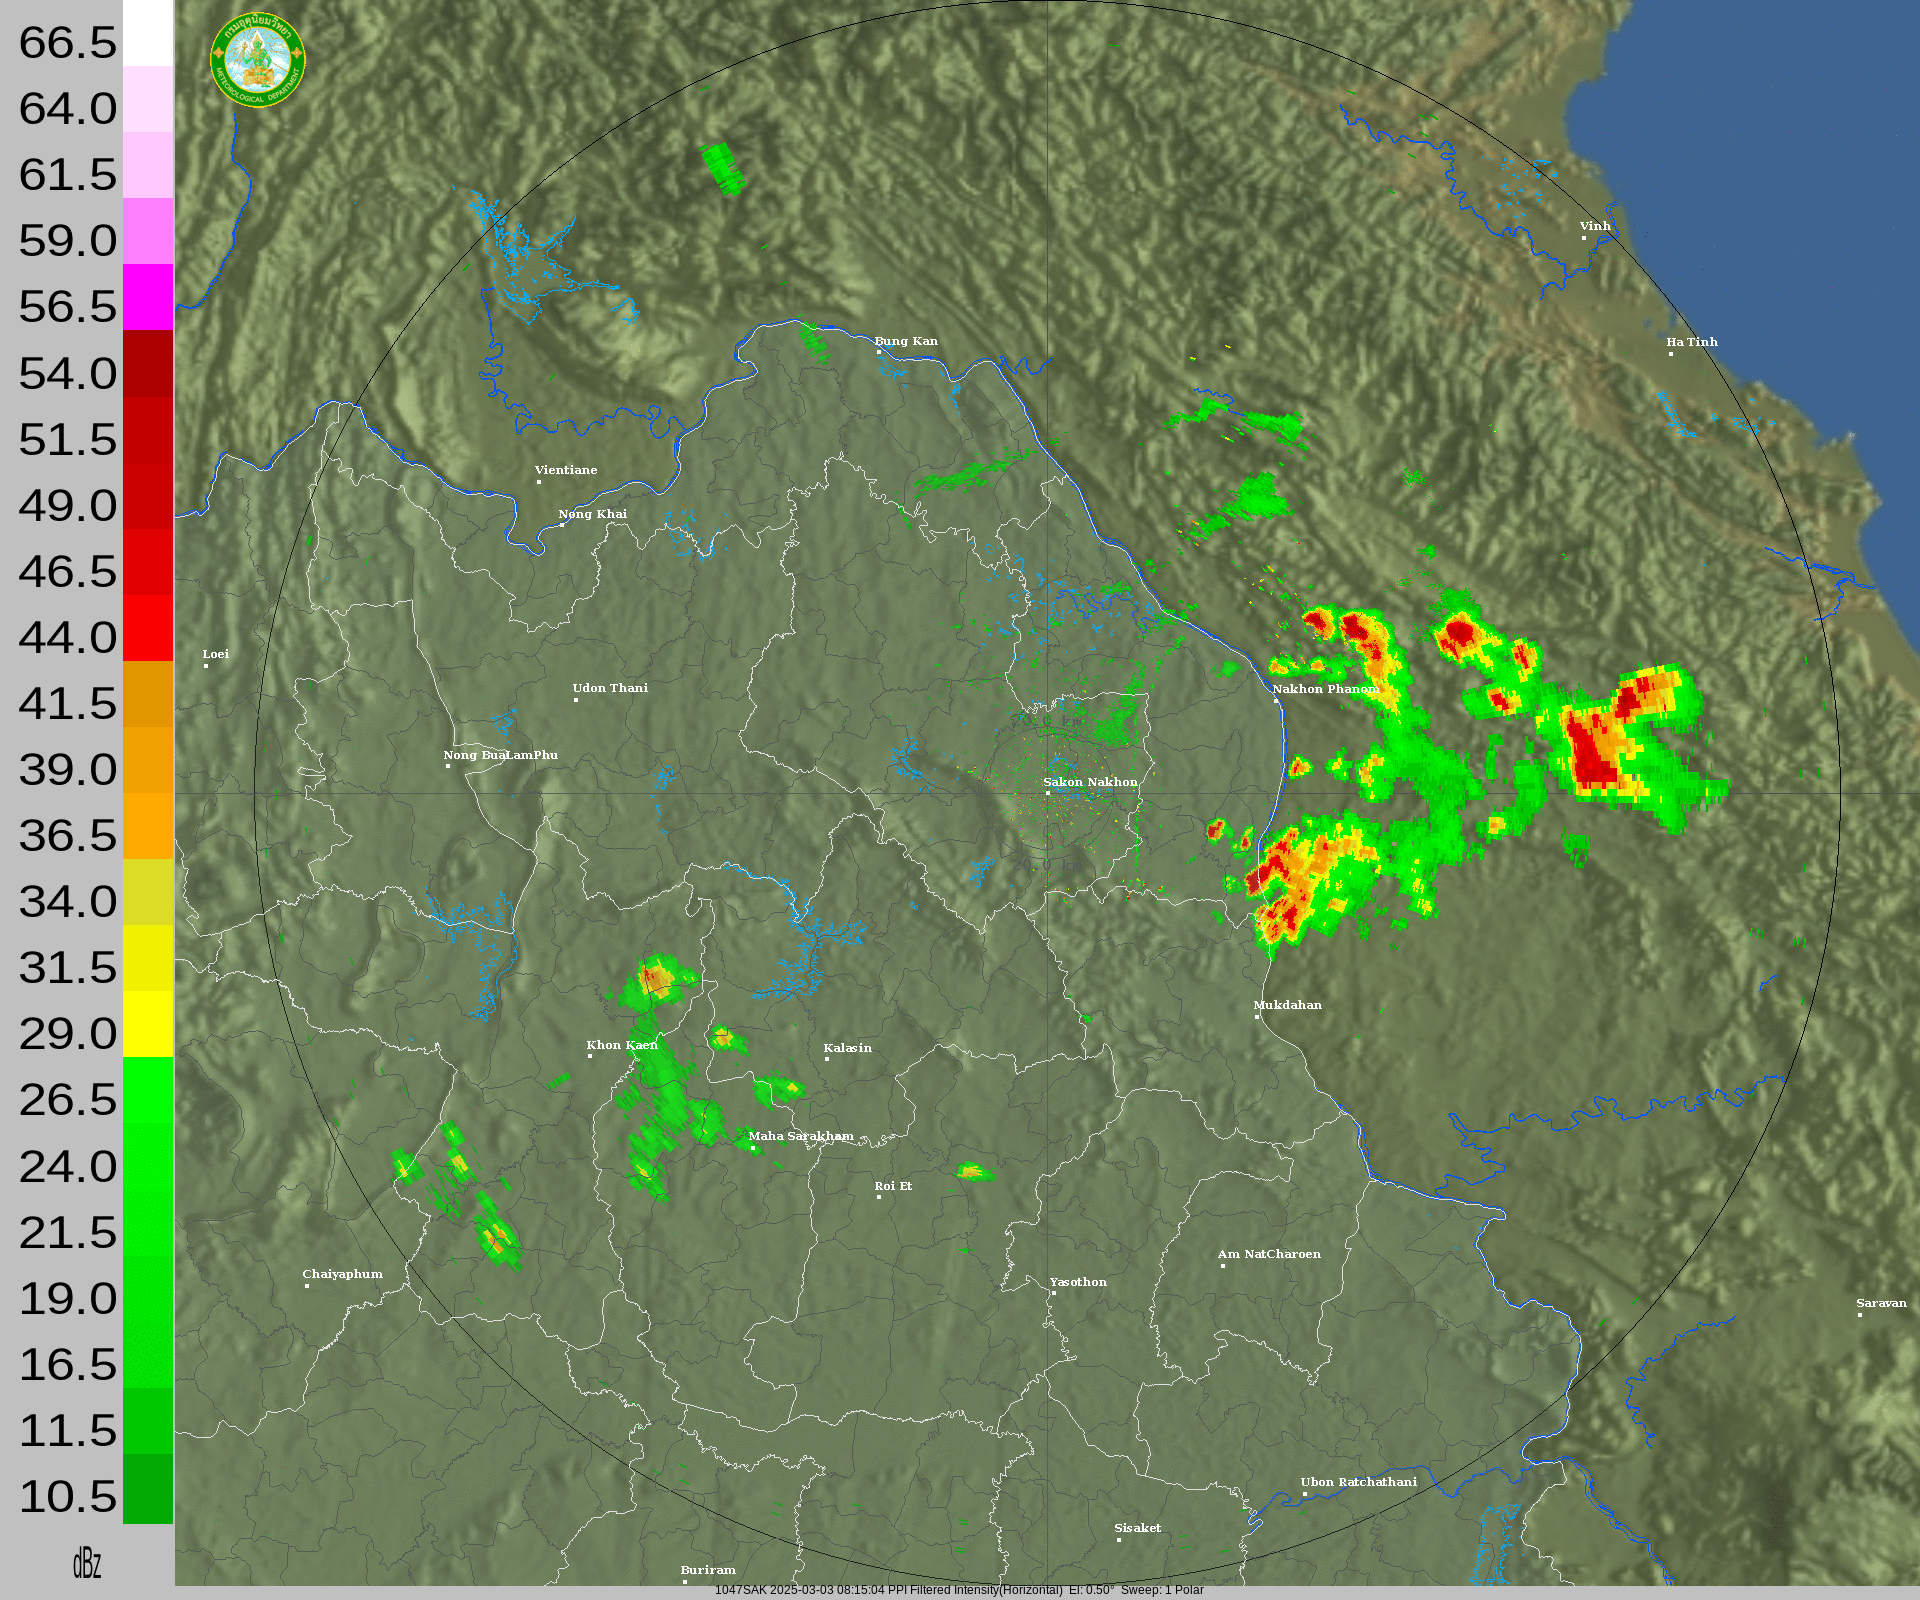 66.5
64.0
61.5
59.0
56.5
54.0
51.5
49.0
46.5
44.0
41.5
39.0
36.5
34.0
31.5
29.0
26.5
24.0
21.5
19.0
16.5
11.5
10.5
dBz
กรมอุตุนิยมวิทยา
METEOROLOGICAL DEPARTMENT
Vinh
Bung Kan
Ha Tinh
Vientiane
Nong Khai
Loei
Udon Thani
Nakhon Phanom
Nong BuaLamPhu
Sakon Nakhon
Mukdahan
Khon Kaen
Kalasin
Maha Sarakham
Roi Et
Am NatCharoen
Chaiyaphum
Yasothon
Saravan
Ubon Ratchathani
Sisaket
Buriram
1047SAK 2025-03-03 08:15:04 PPI Filtered Intensity(Horizontal) El: 0.50° Sweep: 1 Polar